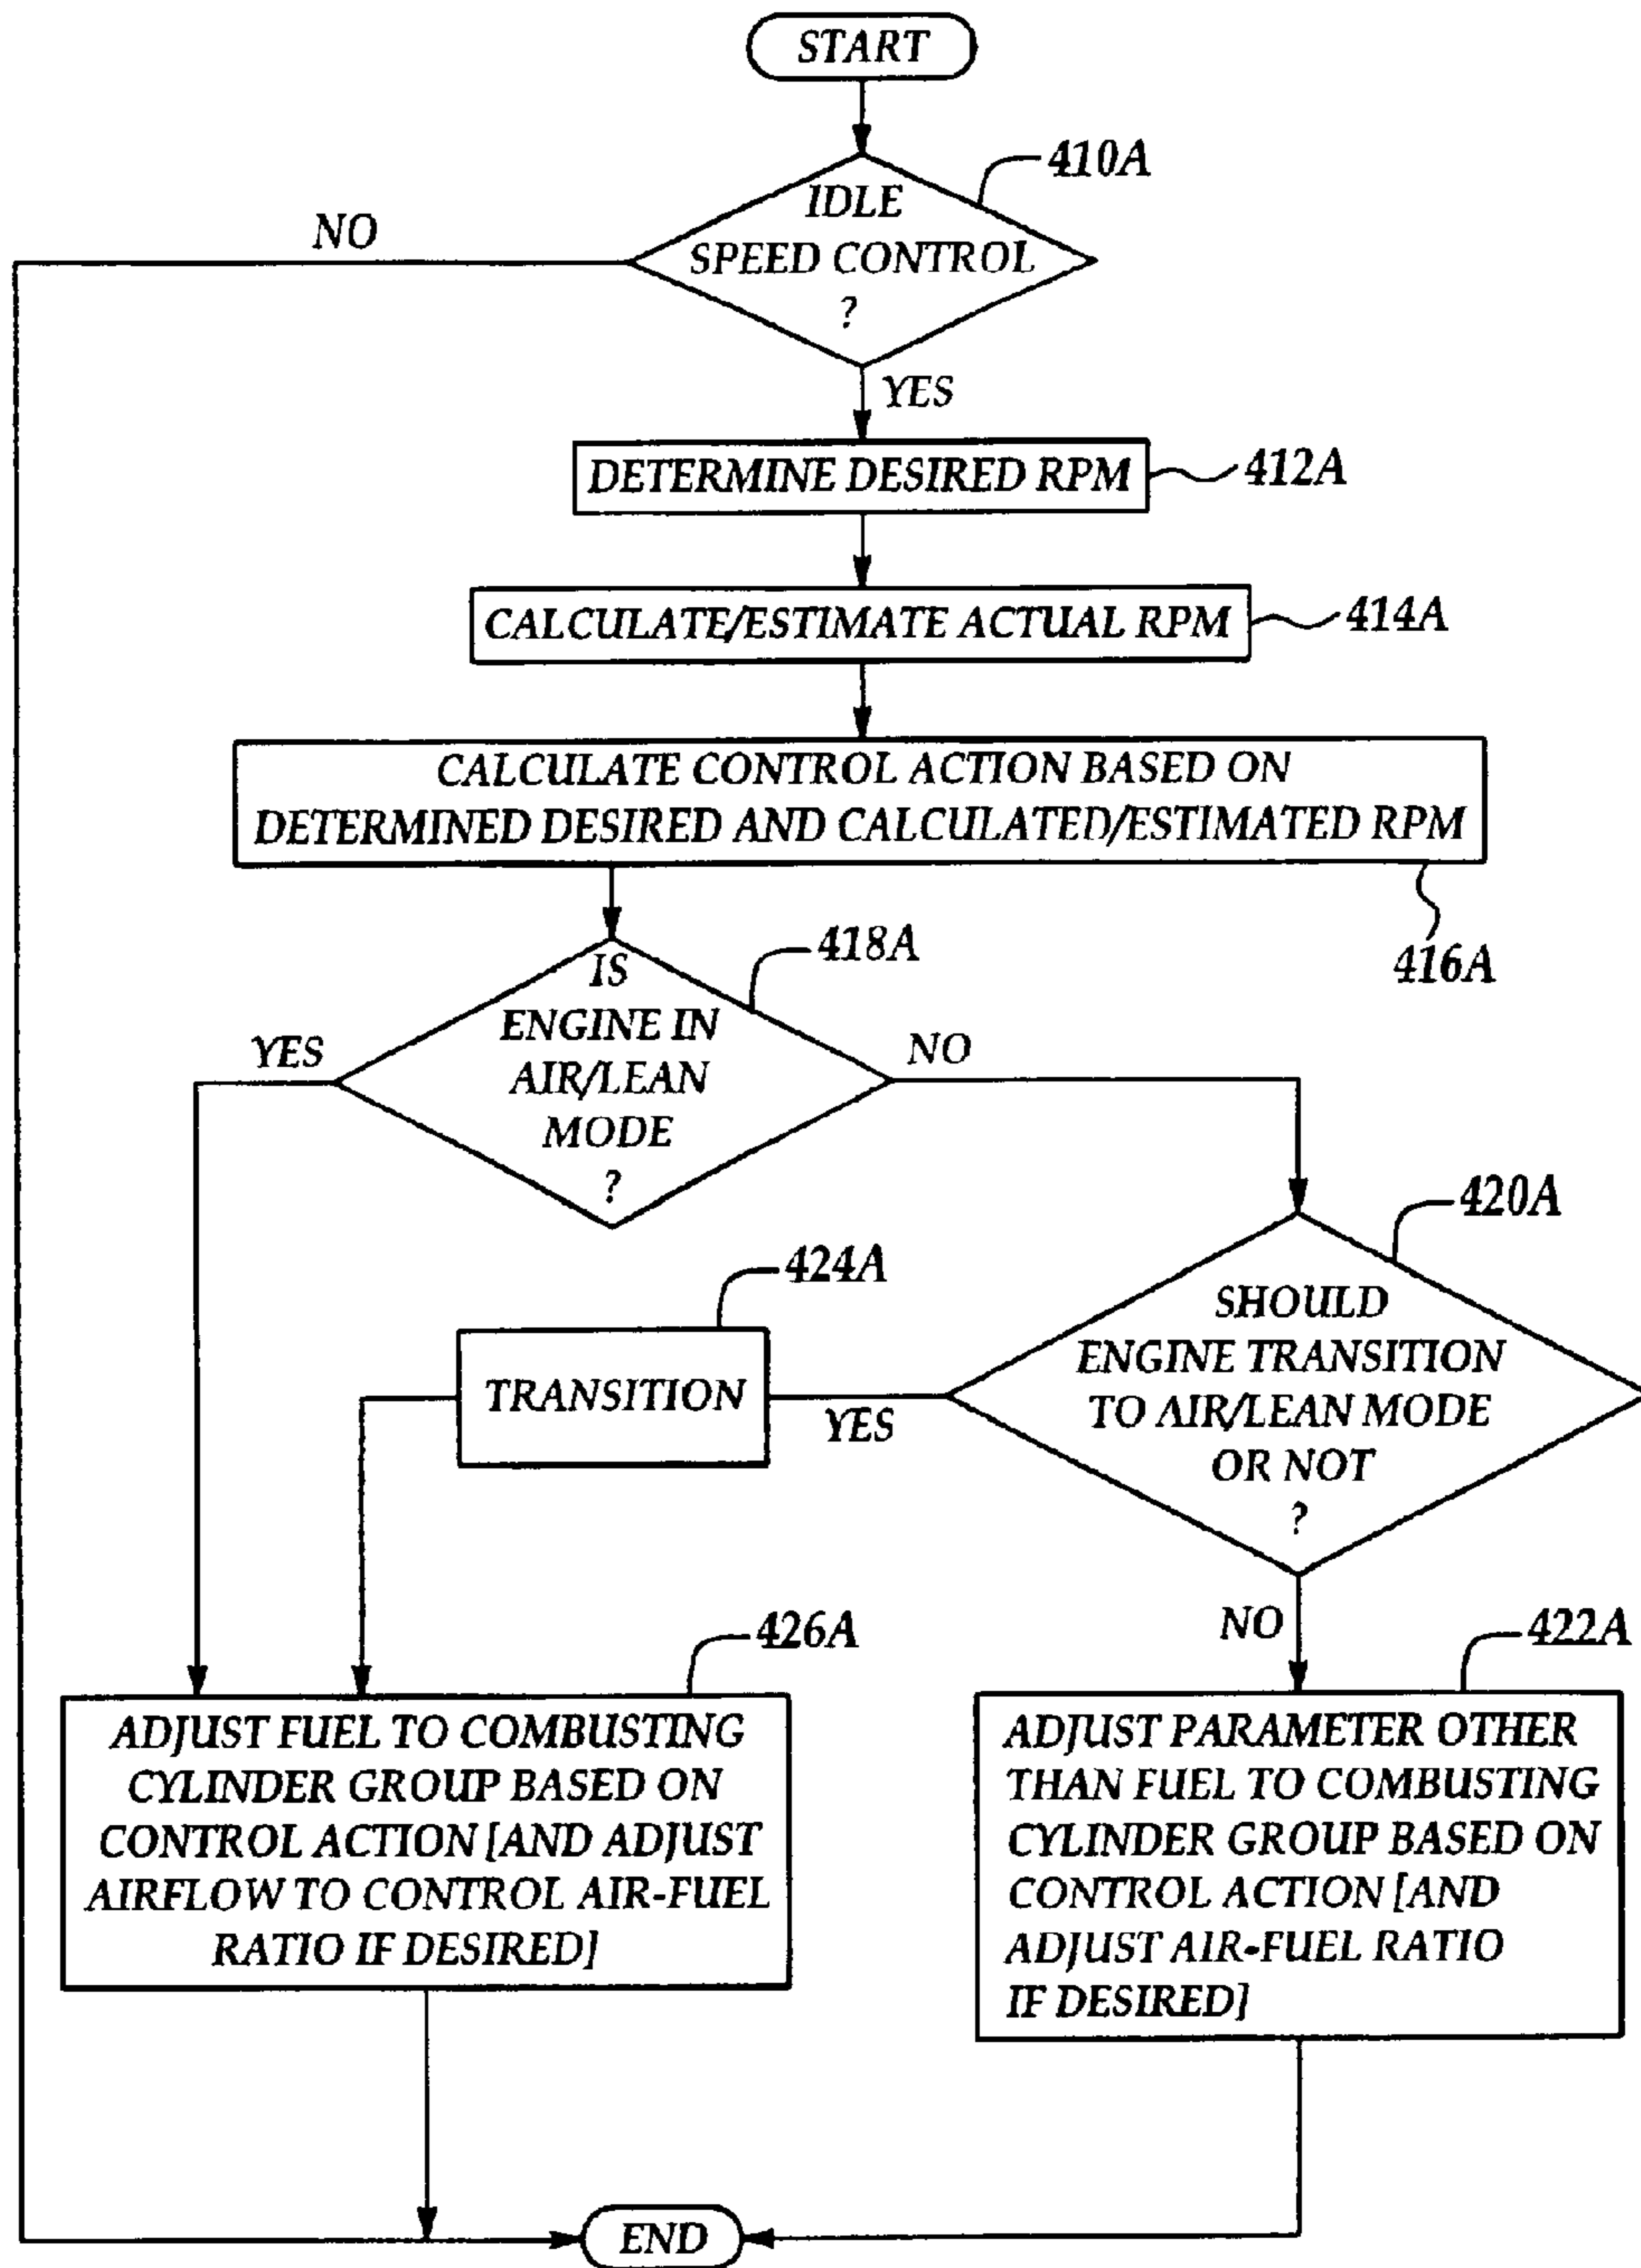 START
410A
IDLE
SPEED CONTROL
?
NO
YES
DETERMINE DESIRED RPM
412A
CALCULATE/ESTIMATE ACTUAL RPM
414A
CALCULATE CONTROL ACTION BASED ON
DETERMINED DESIRED AND CALCULATED/ESTIMATED RPM
416A
418A
IS
ENGINE IN
AIR/LEAN
MODE
?
YES
NO
420A
SHOULD
ENGINE TRANSITION
TO AIR/LEAN MODE
OR NOT
?
424A
TRANSITION
YES
NO
426A
ADJUST FUEL TO COMBUSTING
CYLINDER GROUP BASED ON
CONTROL ACTION [AND ADJUST
AIRFLOW TO CONTROL AIR-FUEL
RATIO IF DESIRED]
422A
ADJUST PARAMETER OTHER
THAN FUEL TO COMBUSTING
CYLINDER GROUP BASED ON
CONTROL ACTION [AND
ADJUST AIR-FUEL RATIO
IF DESIRED]
END